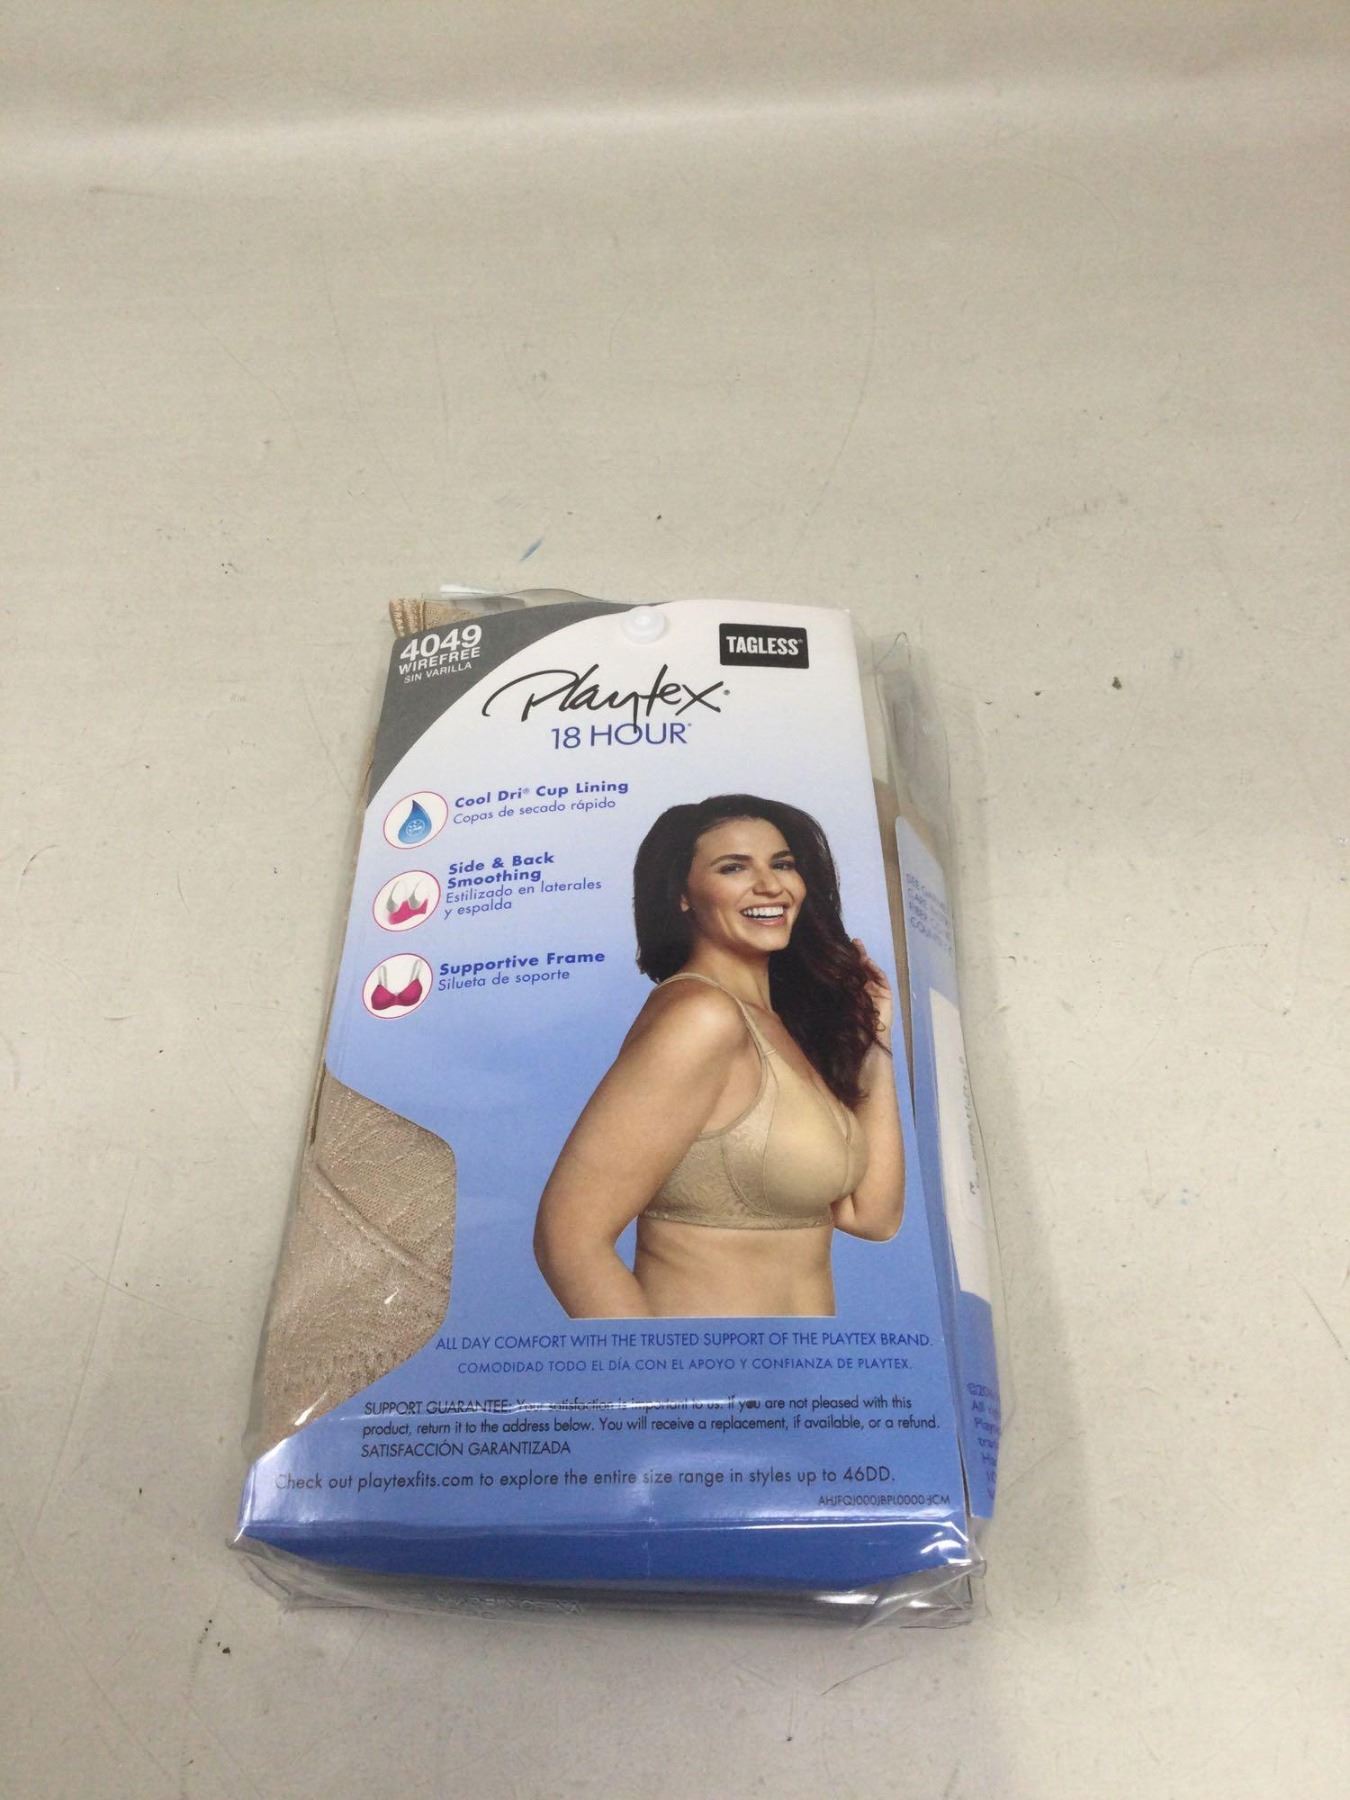 4049
WIREFREE
SIN VARILLA
TAGLESS
Playtex
18 HOUR
Cool Dri® Cup Lining
Copas de secado rápido
Side & Back
Smoothing
Estilizado en laterales
y espalda
Supportive Frame
Silueta de soporte
ALL DAY COMFORT WITH THE TRUSTED SUPPORT OF THE PLAYTEX BRAND.
COMODIDAD TODO EL DÍA CON EL APOYO Y CONFIANZA DE PLAYTEX.
SUPPORT GUARANTEE: Your satisfaction is important to us. If you are not pleased with this
product, return it to the address below. You will receive a replacement, if available, or a refund.
SATISFACCIÓN GARANTIZADA
Check out playtexfits.com to explore the entire size range in styles up to 46DD.